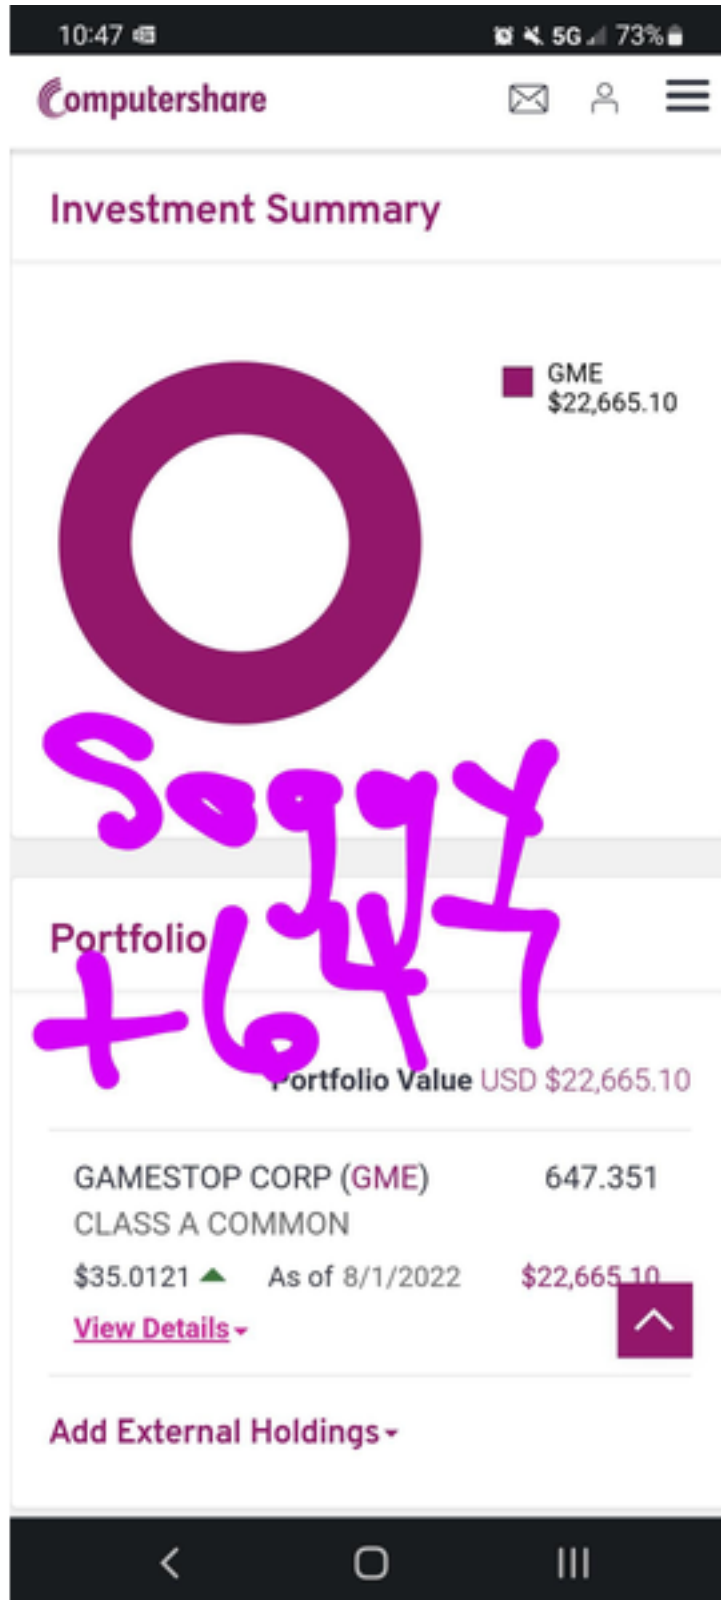 10:47 5G 73%
Computershare
Investment Summary
GME
$22,665.10
Soggy
Portfolio
+647
Portfolio Value USD $22,665.10
GAMESTOP CORP (GME) 647.351
CLASS A COMMON
$35.0121 As of 8/1/2022 $22,665.10
View Details
Add External Holdings